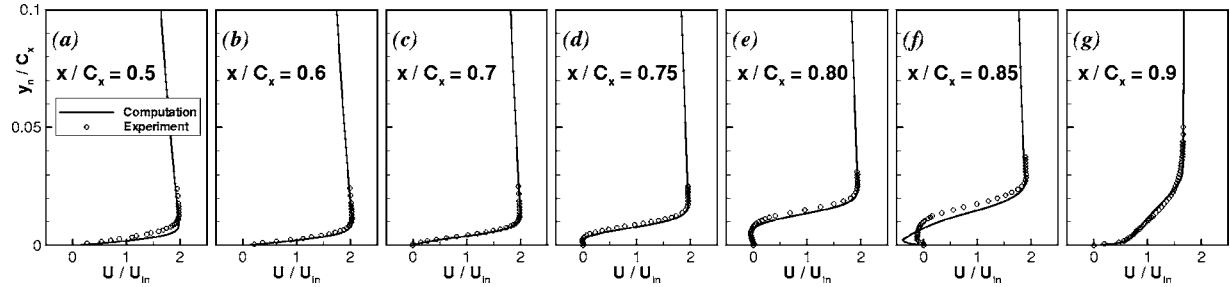 0.1
0.05
0
y_n / C_x
(a)
x / C_x = 0.5
Computation
Experiment
0 1 2
U / U_in
(b)
x / C_x = 0.6
0 1 2
U / U_in
(c)
x / C_x = 0.7
0 1 2
U / U_in
(d)
x / C_x = 0.75
0 1 2
U / U_in
(e)
x / C_x = 0.80
0 1 2
U / U_in
(f)
x / C_x = 0.85
0 1 2
U / U_in
(g)
x / C_x = 0.9
0 1 2
U / U_in